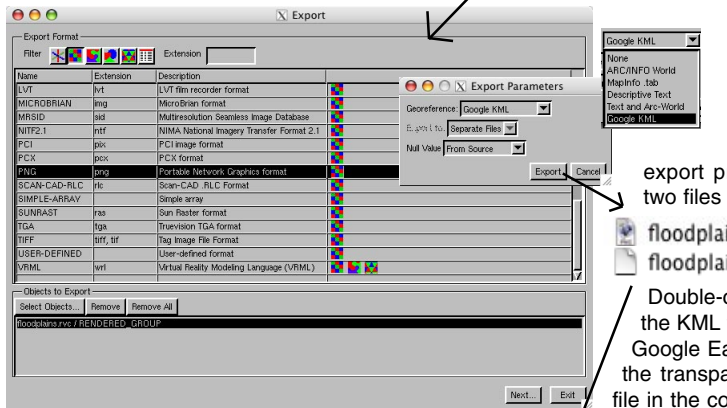 Export
Export Format
Filter Extension
Name Extension Description
LVT lvt LVT film recorder format
MICROBRIAN img MicroBrian format
MRSID sid Multiresolution Seamless Image Database
NITF2.1 ntf NIMA National Imagery Transfer Format 2.1
PCI pix PCI image format
PCX pcx PCX format
PNG png Portable Network Graphics format
SCAN-CAD-RLC rlc Scan-CAD .RLC Format
SIMPLE-ARRAY Simple array
SUNRAST ras Sun Raster format
TGA tga Truevision TGA format
TIFF tiff, tif Tag Image File Format
USER-DEFINED User-defined format
VRML wrl Virtual Reality Modeling Language (VRML)
Objects to Export
Select Objects... Remove Remove All
floodplains.rvc / RENDERED_GROUP
Next... Exit
Export Parameters
Georeference: Google KML
Export to: Separate Files
Null Value From Source
Export Cancel
Google KML
None
ARC/INFO World
MapInfo .tab
Descriptive Text
Text and Arc-World
Google KML
export p
two files
floodplai
floodplai
Double-c
the KML
Google Ea
the transpa
file in the co